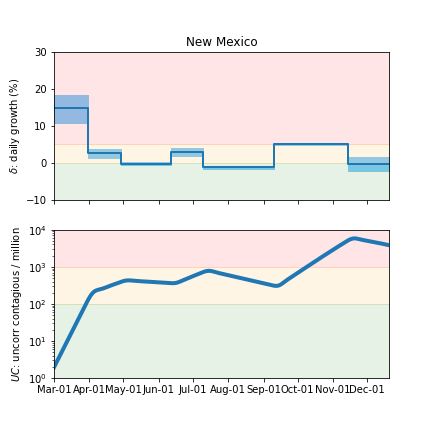 New Mexico
30
20
10
0
−10
δ: daily growth (%)
10⁴
10³
10²
10¹
10⁰
UC: uncorr contagious / million
Mar-01 Apr-01 May-01 Jun-01 Jul-01 Aug-01 Sep-01 Oct-01 Nov-01 Dec-01